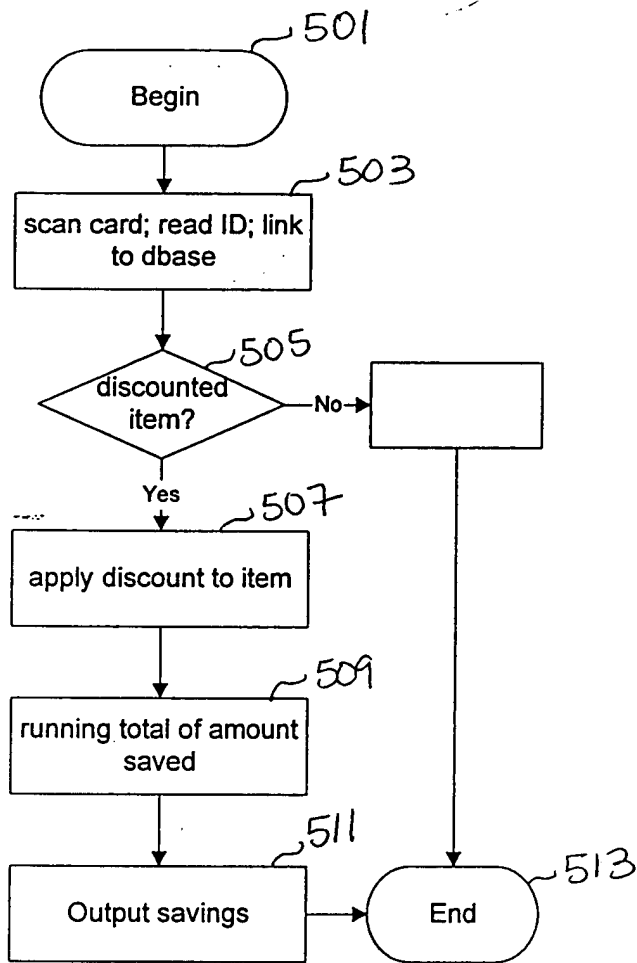 501
Begin
503
scan card; read ID; link
to dbase
505
discounted
item?
No
Yes
507
apply discount to item
509
running total of amount
saved
511
Output savings
513
End